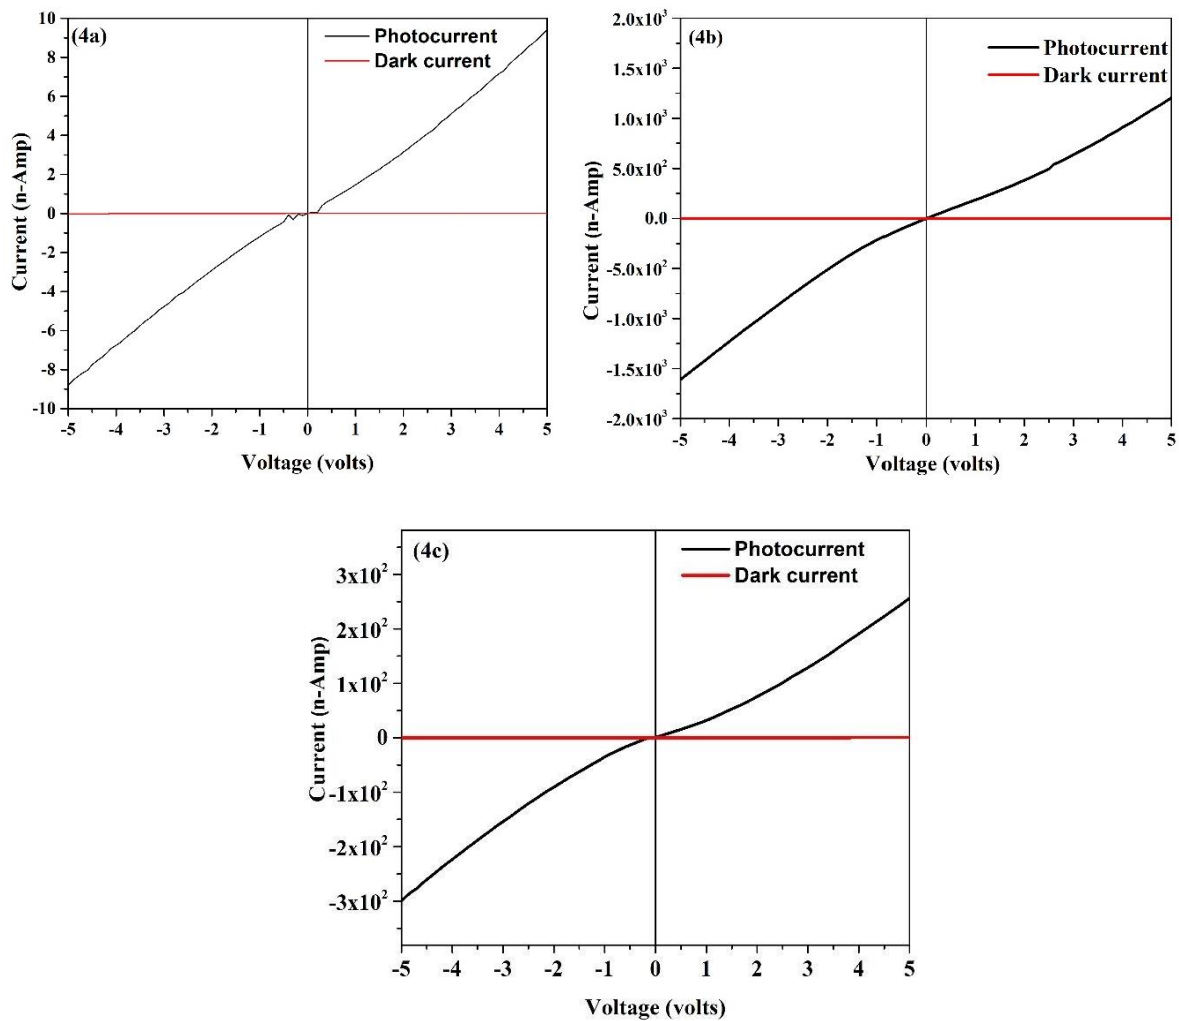 (4a)
Photocurrent
Dark current
10
8
6
4
2
0
-2
-4
-6
-8
-10
Current (n-Amp)
-5 -4 -3 -2 -1 0 1 2 3 4 5
Voltage (volts)
(4b)
Photocurrent
Dark current
2.0x10³
1.5x10³
1.0x10³
5.0x10²
0.0
-5.0x10²
-1.0x10³
-1.5x10³
-2.0x10³
Current (n-Amp)
-5 -4 -3 -2 -1 0 1 2 3 4 5
Voltage (volts)
(4c)
Photocurrent
Dark current
3x10²
2x10²
1x10²
0
-1x10²
-2x10²
-3x10²
Current (n-Amp)
-5 -4 -3 -2 -1 0 1 2 3 4 5
Voltage (volts)